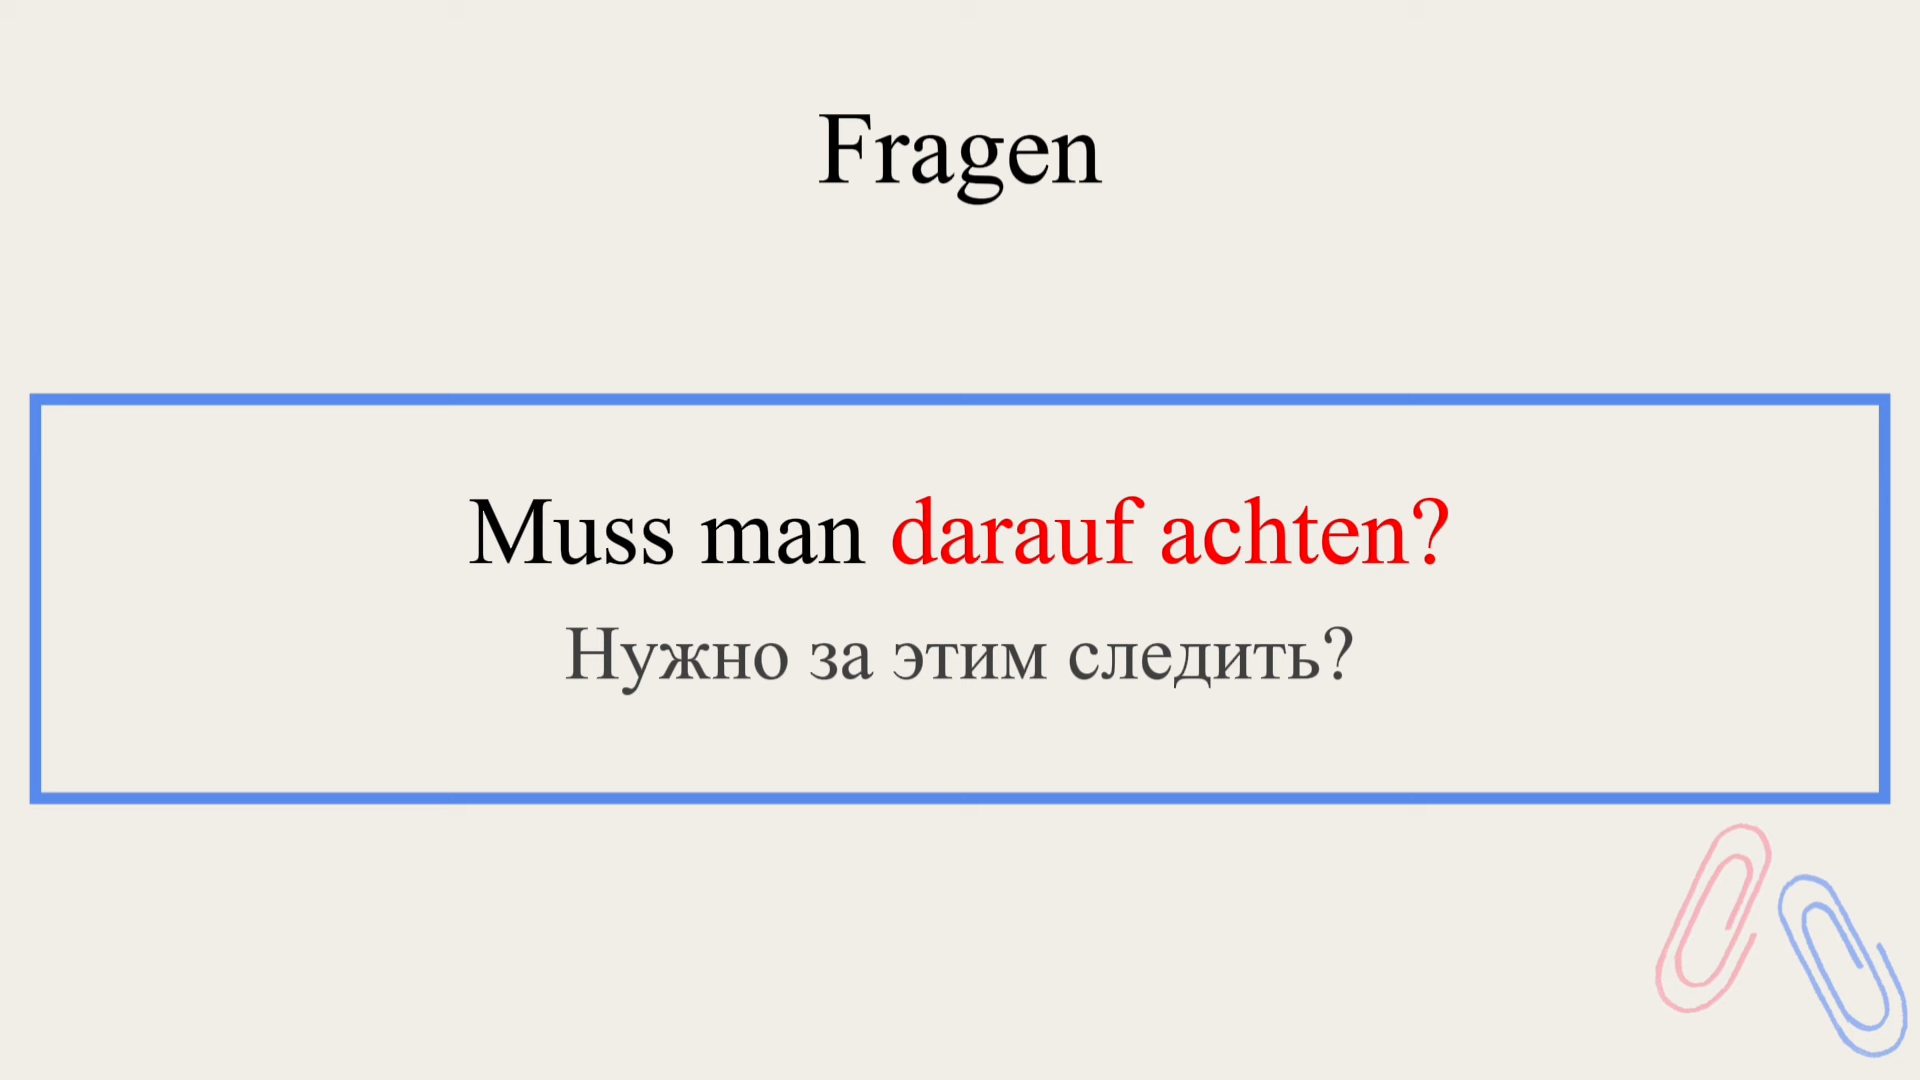 Fragen
Muss man darauf achten?
Нужно за этим следить?